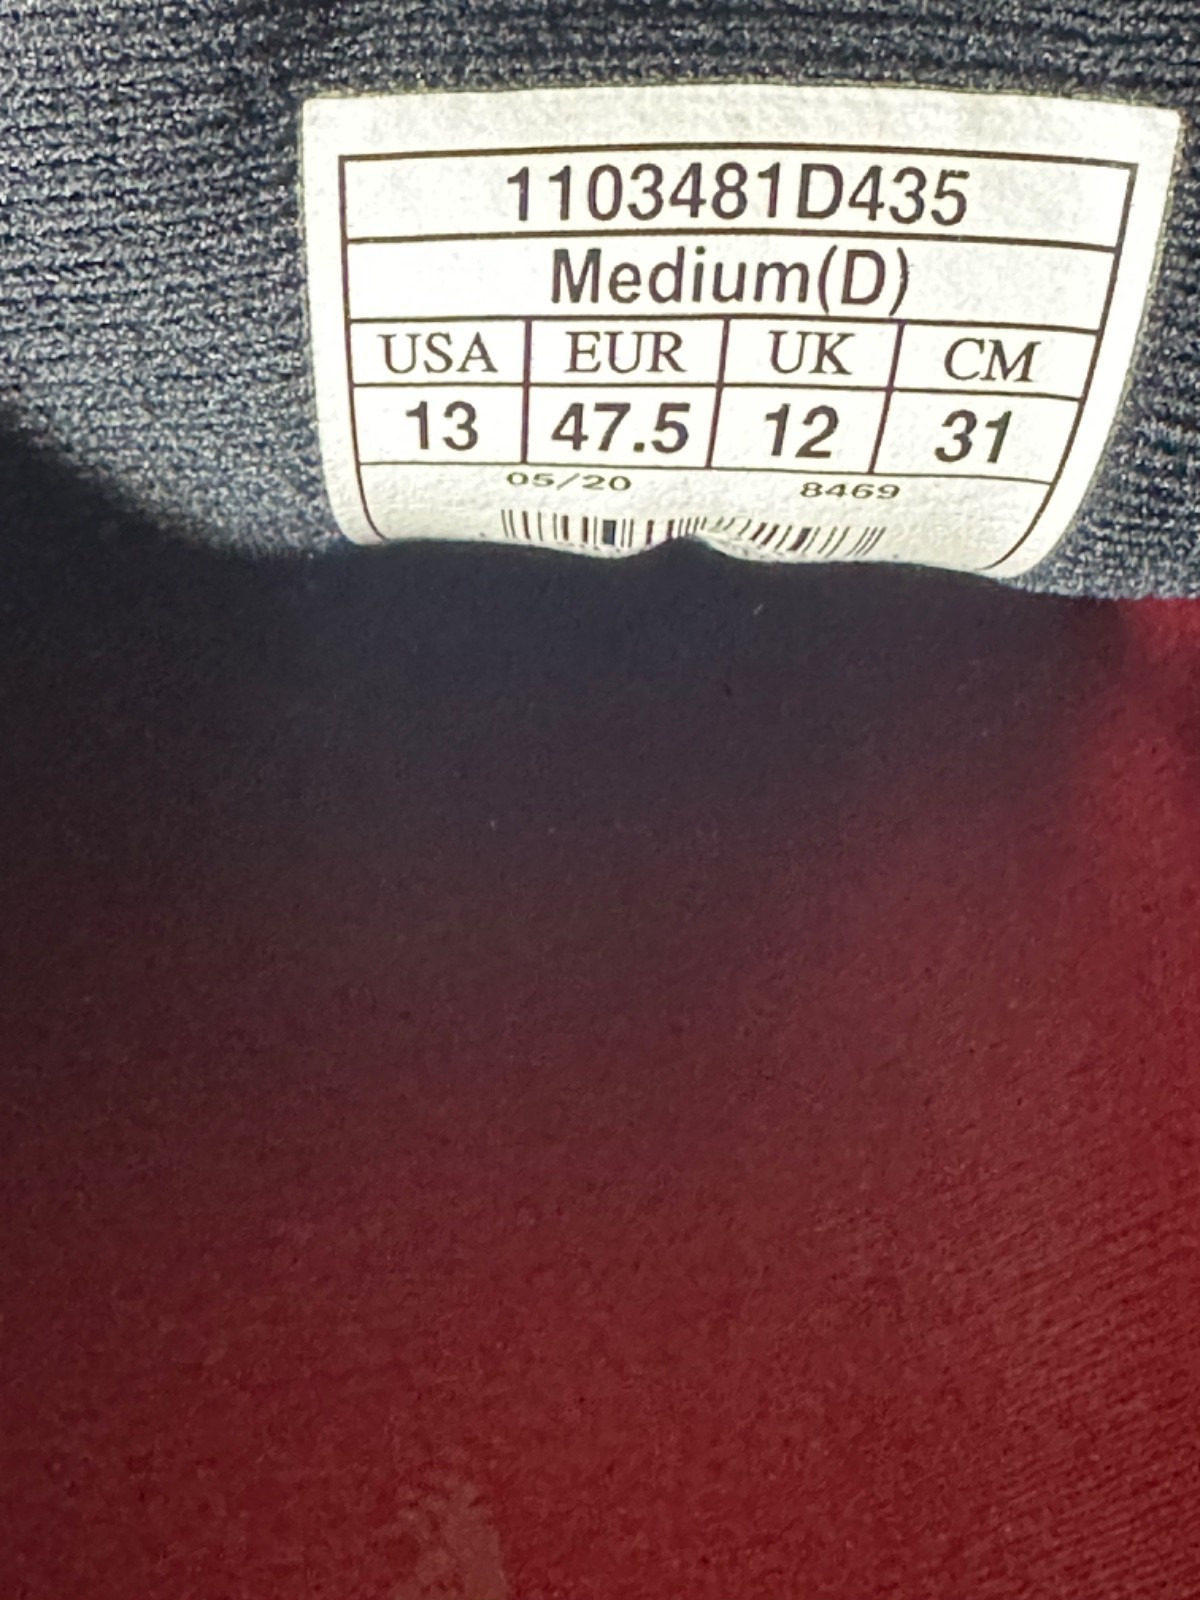 1103481D435
Medium(D)
USA EUR UK CM
13 47.5 12 31
05/20 8469